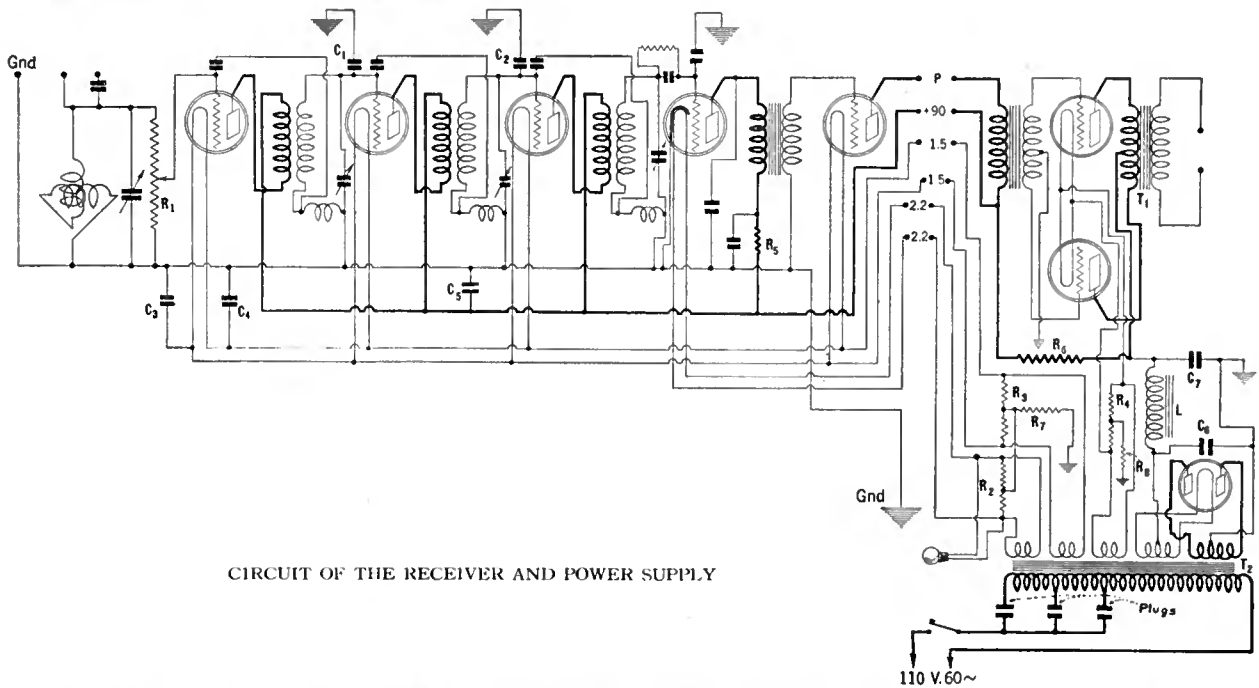 Gnd
C1
C2
P
+90
1.5
1.5
2.2
2.2
R1
T1
R5
C3
C4
C5
R6
C7
R3
R7
R4
L
C6
R8
R2
Gnd
T2
CIRCUIT OF THE RECEIVER AND POWER SUPPLY
Plugs
110 V. 60~